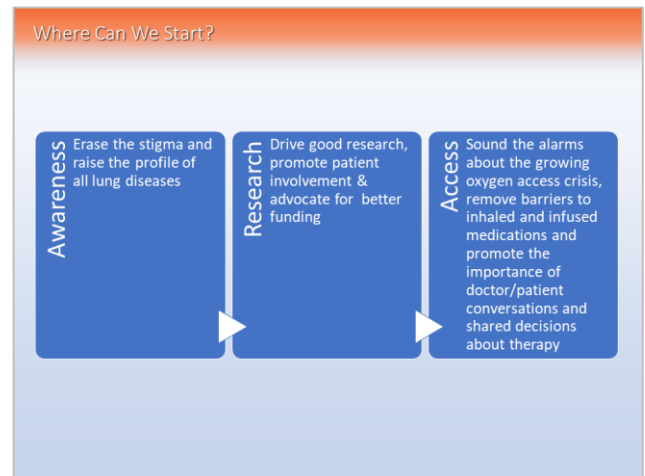 Where Can We Start?
Awareness
Erase the stigma and
raise the profile of
all lung diseases
Research
Drive good research,
promote patient
involvement &
advocate for better
funding
Access
Sound the alarms
about the growing
oxygen access crisis,
remove barriers to
inhaled and infused
medications and
promote the
importance of
doctor/patient
conversations and
shared decisions
about therapy